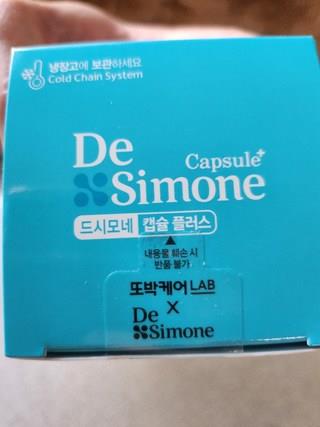 냉장고에 보관하세요
Cold Chain System
De
Capsule+
Simone
드시모네 캡슐 플러스
내용물 훼손 시
반품 불가
또박케어 LAB
X
De
Simone